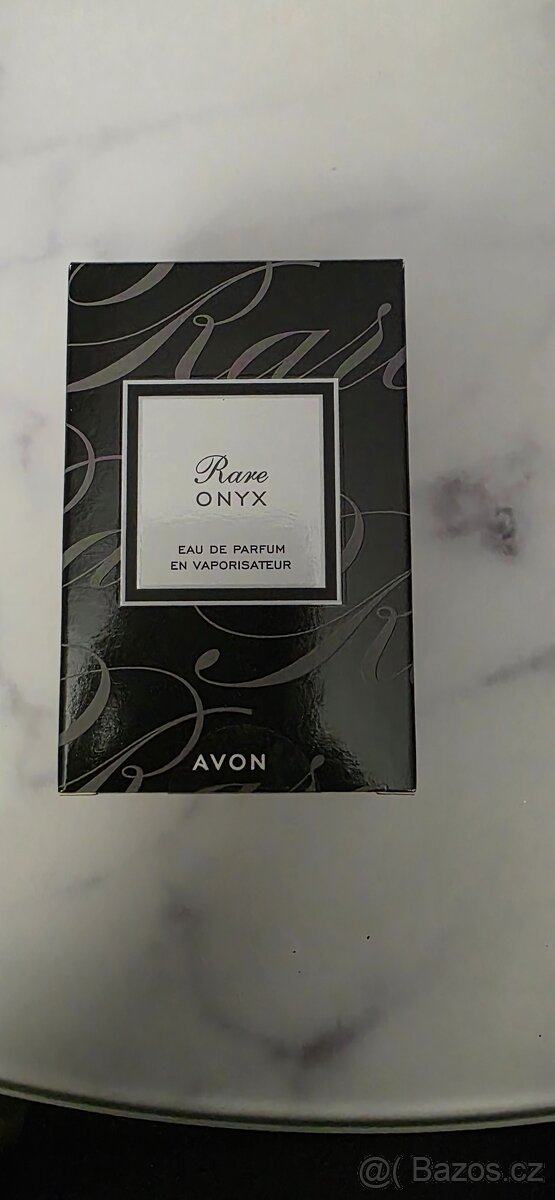 Rare
ONYX
EAU DE PARFUM
EN VAPORISATEUR
AVON
@( Bazos.cz